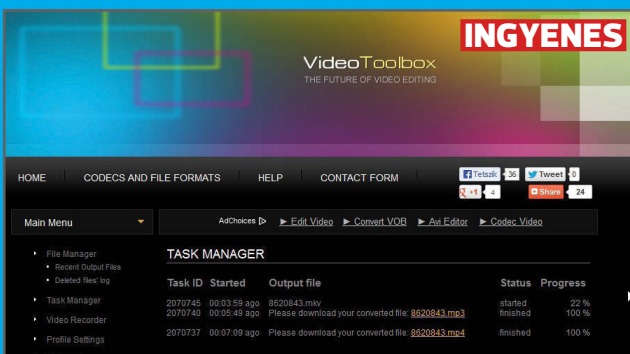 INGYENES
VideoToolbox
THE FUTURE OF VIDEO EDITING
HOME CODECS AND FILE FORMATS HELP CONTACT FORM
Tetszik 36 Tweet 0
+1 4 Share 24
Main Menu
AdChoices ▷ ► Edit Video ► Convert VOB ► Avi Editor ► Codec Video
File Manager
Recent Output Files
Deleted files' log
Task Manager
Video Recorder
Profile Settings
TASK MANAGER
Task ID Started Output file Status Progress
2070745 00:03:59 ago 8620843.mkv started 22 %
2070740 00:05:49 ago Please download your converted file: 8620843.mp3 finished 100 %
2070737 00:07:09 ago Please download your converted file: 8620843.mp4 finished 100 %